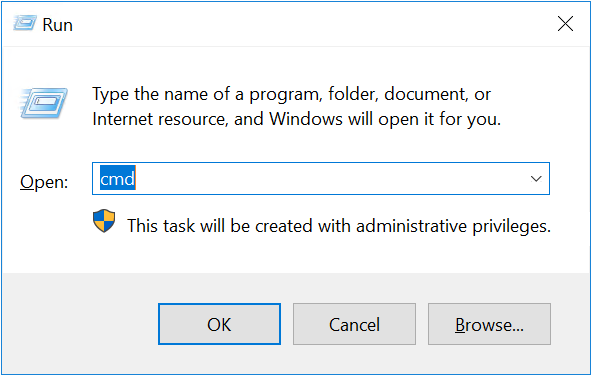 Run
Type the name of a program, folder, document, or
Internet resource, and Windows will open it for you.
Open: cmd
This task will be created with administrative privileges.
OK Cancel Browse...